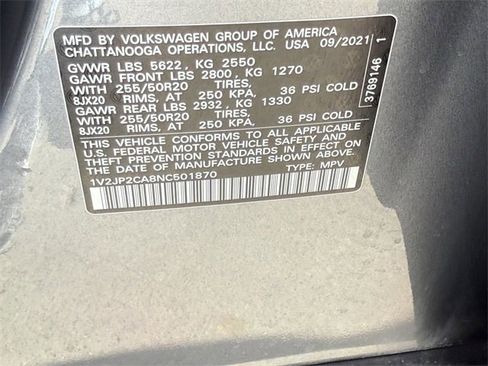 MFD BY VOLKSWAGEN GROUP OF AMERICA
CHATTANOOGA OPERATIONS, LLC. USA 09/2021
GVWR LBS 5622, KG 2550
GAWR FRONT LBS 2800, KG 1270
WITH 255/50R20 TIRES,
8JX20 RIMS, AT 250 KPA, 36 PSI COLD
GAWR REAR LBS 2932, KG 1330
WITH 255/50R20 TIRES,
8JX20 RIMS, AT 250 KPA, 36 PSI COLD
THIS VEHICLE CONFORMS TO ALL APPLICABLE
U.S. FEDERAL MOTOR VEHICLE SAFETY AND
THEFT PREVENTION STANDARDS IN EFFECT ON
THE DATE OF MANUFACTURE SHOWN ABOVE.
1V2JP2CA8NC501870 TYPE: MPV
3769146 1